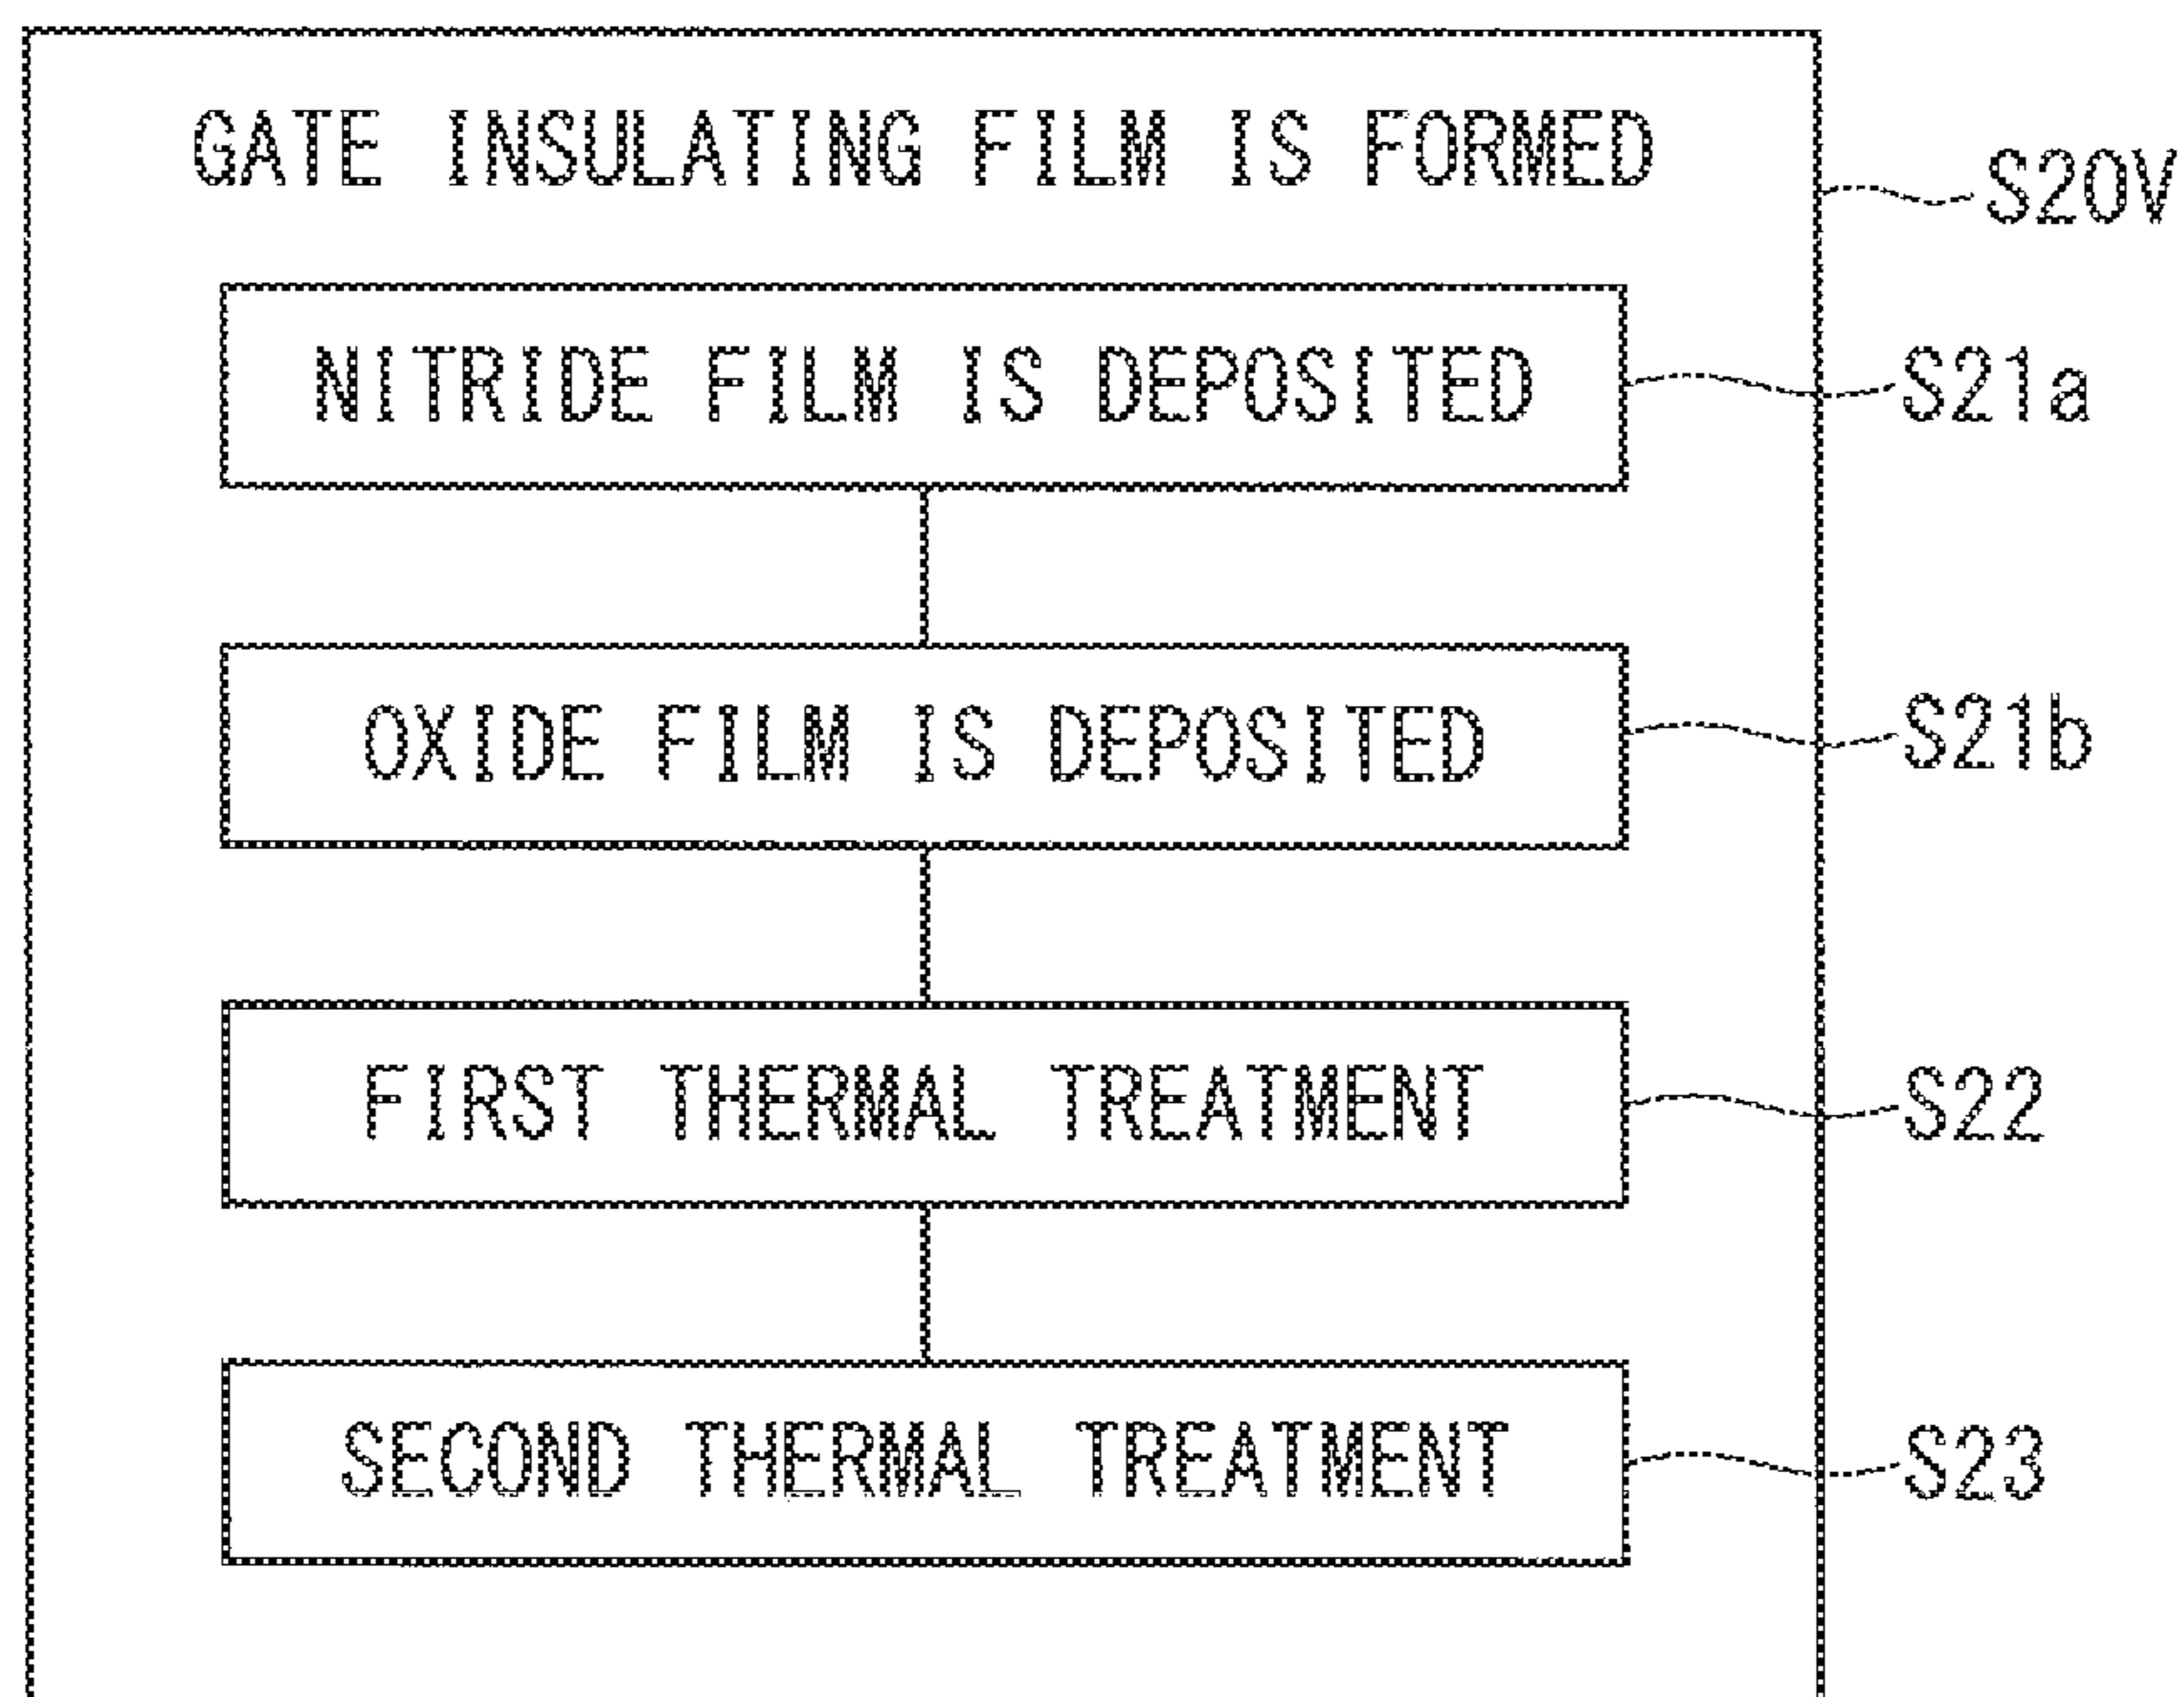 GATE INSULATING FILM IS FORMED
S20V
NITRIDE FILM IS DEPOSITED
S21a
OXIDE FILM IS DEPOSITED
S21b
FIRST THERMAL TREATMENT
S22
SECOND THERMAL TREATMENT
S23